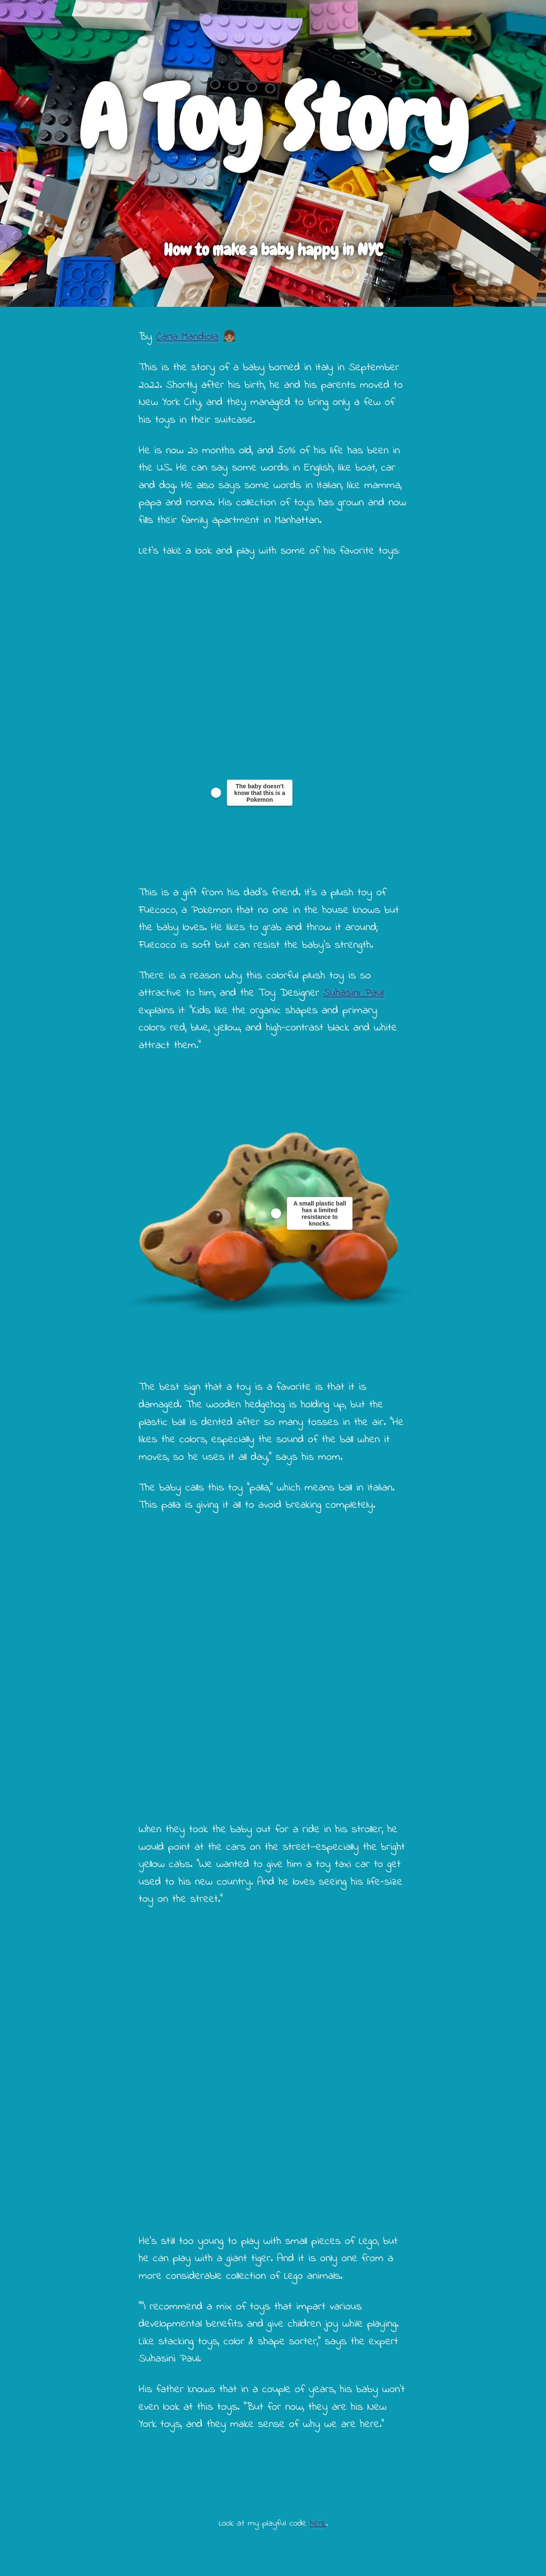 A Toy Story
How to make a baby happy in NYC
By Carla Mandiola
This is the story of a baby borned in Italy in September
2022. Shortly after his birth, he and his parents moved to
New York City, and they managed to bring only a few of
his toys in their suitcase.
He is now 20 months old, and 50% of his life has been in
the US. He can say some words in English, like boat, car
and dog. He also says some words in Italian, like mamma,
papa and nonna. His collection of toys has grown and now
fills their family apartment in Manhattan.
Let's take a look and play with some of his favorite toys:
The baby doesn't
know that this is a
Pokemon
This is a gift from his dad's friend. It's a plush toy of
Fuecoco, a Pokemon that no one in the house knows but
the baby loves. He likes to grab and throw it around;
Fuecoco is soft but can resist the baby's strength.
There is a reason why this colorful plush toy is so
attractive to him, and the Toy Designer Suhasini Paul
explains it: "Kids like the organic shapes and primary
colors: red, blue, yellow, and high-contrast black and white
attract them."
A small plastic ball
has a limited
resistance to
knocks.
The best sign that a toy is a favorite is that it is
damaged. The wooden hedgehog is holding up, but the
plastic ball is dented after so many tosses in the air. "He
likes the colors, especially the sound of the ball when it
moves, so he uses it all day," says his mom.
The baby calls this toy "palla," which means ball in Italian.
This palla is giving it all to avoid breaking completely.
When they took the baby out for a ride in his stroller, he
would point at the cars on the street—especially the bright
yellow cabs. "We wanted to give him a toy taxi car to get
used to his new country. And he loves seeing his life-size
toy on the street."
He's still too young to play with small pieces of Lego, but
he can play with a giant tiger. And it is only one from a
more considerable collection of Lego animals.
""I recommend a mix of toys that impart various
developmental benefits and give children joy while playing.
Like stacking toys, color & shape sorter," says the expert
Suhasini Paul.
His father knows that in a couple of years, his baby won't
even look at this toys. "But for now, they are his New
York toys, and they make sense of why we are here."
Look at my playful code here.